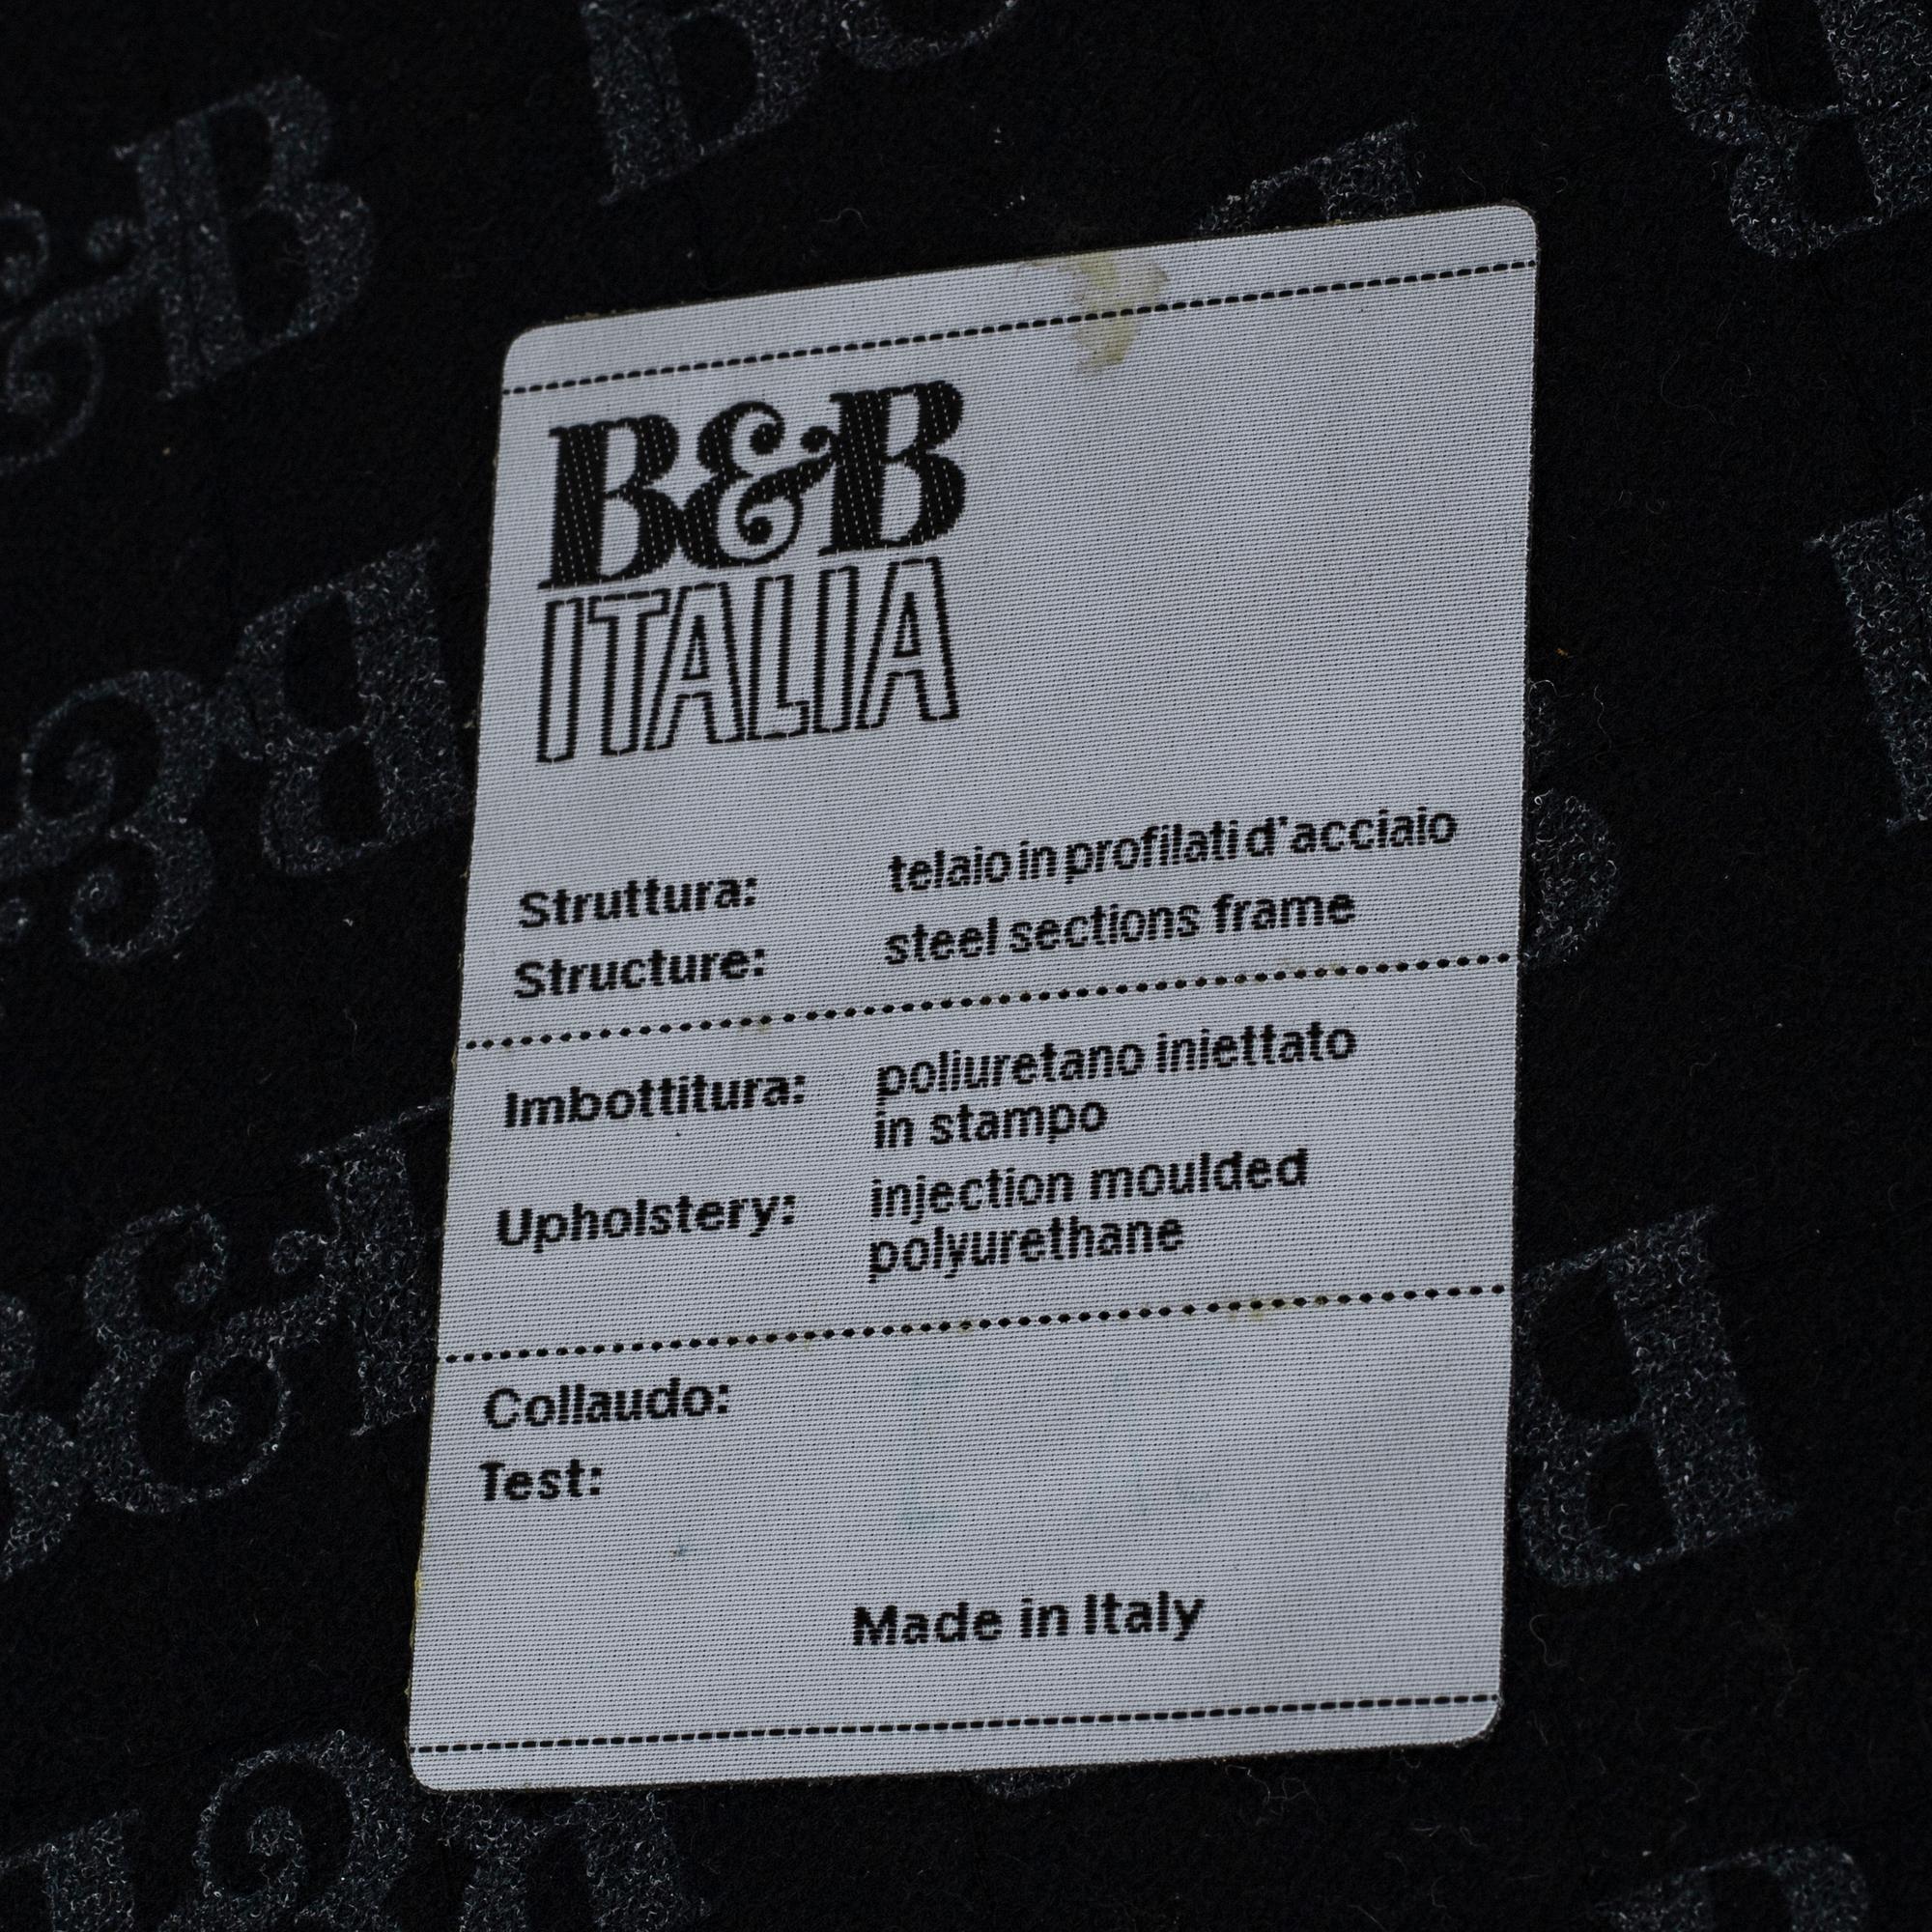 B&B
ITALIA
Struttura: telaio in profilati d'acciaio
Structure: steel sections frame
Imbottitura: poliuretano iniettato
in stampo
Upholstery: injection moulded
polyurethane
Collaudo:
Test:
Made in Italy